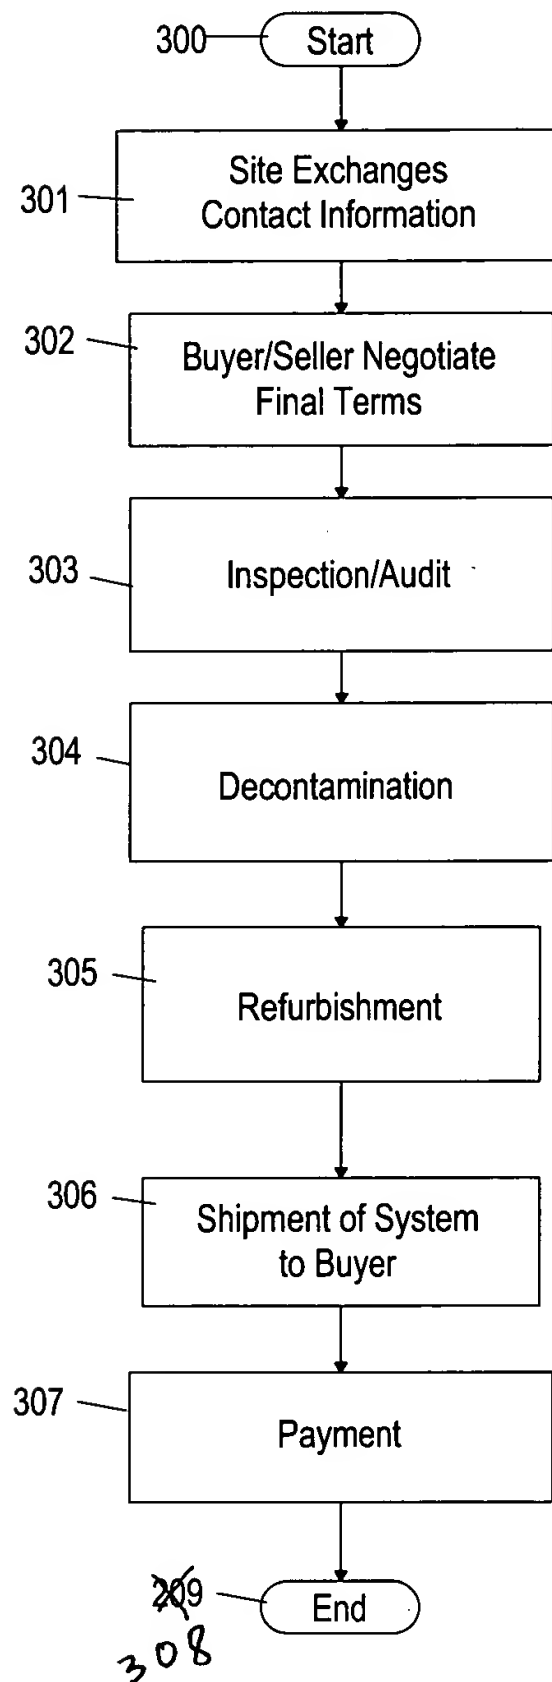 300 Start
301 Site Exchanges
Contact Information
302 Buyer/Seller Negotiate
Final Terms
303 Inspection/Audit
304 Decontamination
305 Refurbishment
306 Shipment of System
to Buyer
307 Payment
209 End
308